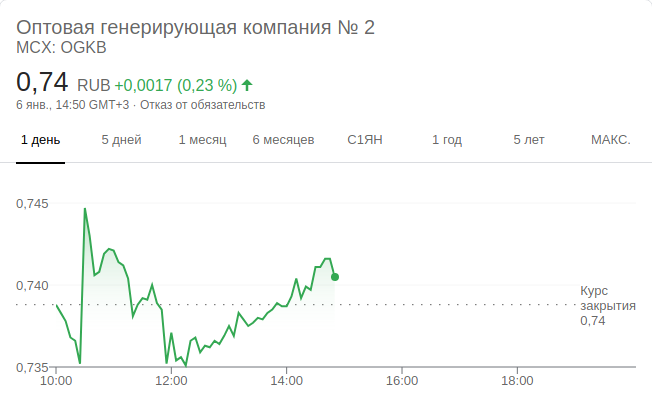 Оптовая генерирующая компания № 2
MCX: OGKB
0,74 RUB +0,0017 (0,23 %)
6 янв., 14:50 GMT+3 · Отказ от обязательств
1 день 5 дней 1 месяц 6 месяцев С1ЯН 1 год 5 лет МАКС.
0,745
0,740
Курс
закрытия
0,74
0,735
10:00 12:00 14:00 16:00 18:00